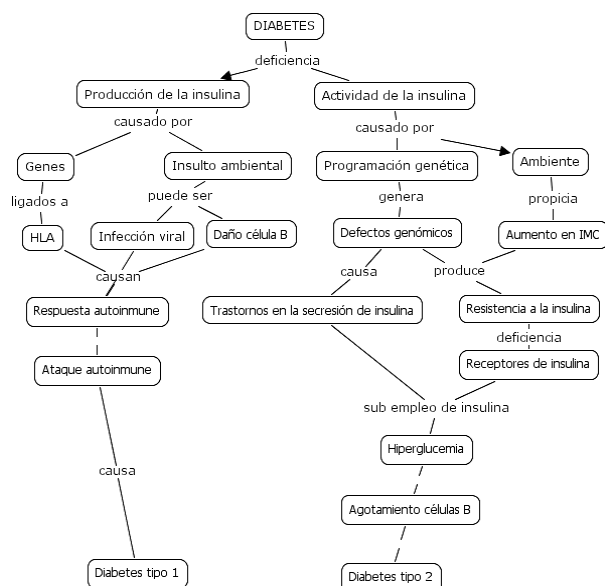 DIABETES
deficiencia
Producción de la insulina
Actividad de la insulina
causado por
causado por
Genes
Insulto ambiental
Programación genética
Ambiente
ligados a
puede ser
genera
propicia
HLA
Infección viral
Daño célula B
Defectos genómicos
Aumento en IMC
causan
causa
produce
Respuesta autoinmune
Trastornos en la secresión de insulina
Resistencia a la insulina
deficiencia
Ataque autoinmune
Receptores de insulina
sub empleo de insulina
Hiperglucemia
causa
Agotamiento células B
Diabetes tipo 1
Diabetes tipo 2